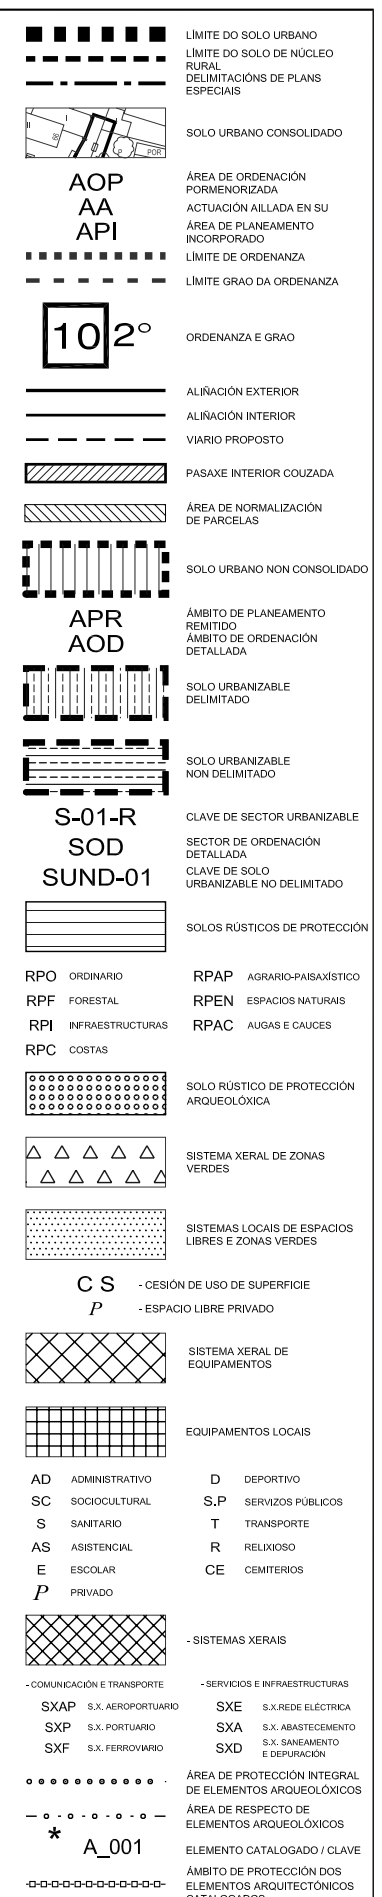 LÍMITE DO SOLO URBANO
LÍMITE DO SOLO DE NÚCLEO
RURAL
DELIMITACIÓNS DE PLANS
ESPECIAIS
II I
P POR
SOLO URBANO CONSOLIDADO
AOP ÁREA DE ORDENACIÓN
PORMENORIZADA
AA ACTUACIÓN AILLADA EN SU
API ÁREA DE PLANEAMENTO
INCORPORADO
LÍMITE DE ORDENANZA
LÍMITE GRAO DA ORDENANZA
10 2° ORDENANZA E GRAO
ALIÑACIÓN EXTERIOR
ALIÑACIÓN INTERIOR
VIARIO PROPOSTO
PASAXE INTERIOR COUZADA
ÁREA DE NORMALIZACIÓN
DE PARCELAS
SOLO URBANO NON CONSOLIDADO
APR ÁMBITO DE PLANEAMENTO
REMITIDO
AOD ÁMBITO DE ORDENACIÓN
DETALLADA
SOLO URBANIZABLE
DELIMITADO
SOLO URBANIZABLE
NON DELIMITADO
S-01-R CLAVE DE SECTOR URBANIZABLE
SOD SECTOR DE ORDENACIÓN
DETALLADA
SUND-01 CLAVE DE SOLO
URBANIZABLE NO DELIMITADO
SOLOS RÚSTICOS DE PROTECCIÓN
RPO ORDINARIO RPAP AGRARIO-PAISAXÍSTICO
RPF FORESTAL RPEN ESPACIOS NATURAIS
RPI INFRAESTRUCTURAS RPAC AUGAS E CAUCES
RPC COSTAS
SOLO RÚSTICO DE PROTECCIÓN
ARQUEOLÓXICA
SISTEMA XERAL DE ZONAS
VERDES
SISTEMAS LOCAIS DE ESPACIOS
LIBRES E ZONAS VERDES
C S - CESIÓN DE USO DE SUPERFICIE
P - ESPACIO LIBRE PRIVADO
SISTEMA XERAL DE
EQUIPAMENTOS
EQUIPAMENTOS LOCAIS
AD ADMINISTRATIVO D DEPORTIVO
SC SOCIOCULTURAL S.P SERVIZOS PÚBLICOS
S SANITARIO T TRANSPORTE
AS ASISTENCIAL R RELIXIOSO
E ESCOLAR CE CEMITERIOS
P PRIVADO
- SISTEMAS XERAIS
- COMUNICACIÓN E TRANSPORTE - SERVICIOS E INFRAESTRUCTURAS
SXAP S.X. AEROPORTUARIO SXE S.X.REDE ELÉCTRICA
SXP S.X. PORTUARIO SXA S.X. ABASTECEMENTO
SXF S.X. FERROVIARIO SXD S.X. SANEAMENTO
E DEPURACIÓN
ÁREA DE PROTECCIÓN INTEGRAL
DE ELEMENTOS ARQUEOLÓXICOS
ÁREA DE RESPECTO DE
ELEMENTOS ARQUEOLÓXICOS
* A_001 ELEMENTO CATALOGADO / CLAVE
ÁMBITO DE PROTECCIÓN DOS
ELEMENTOS ARQUITECTÓNICOS
CATALOGADOS